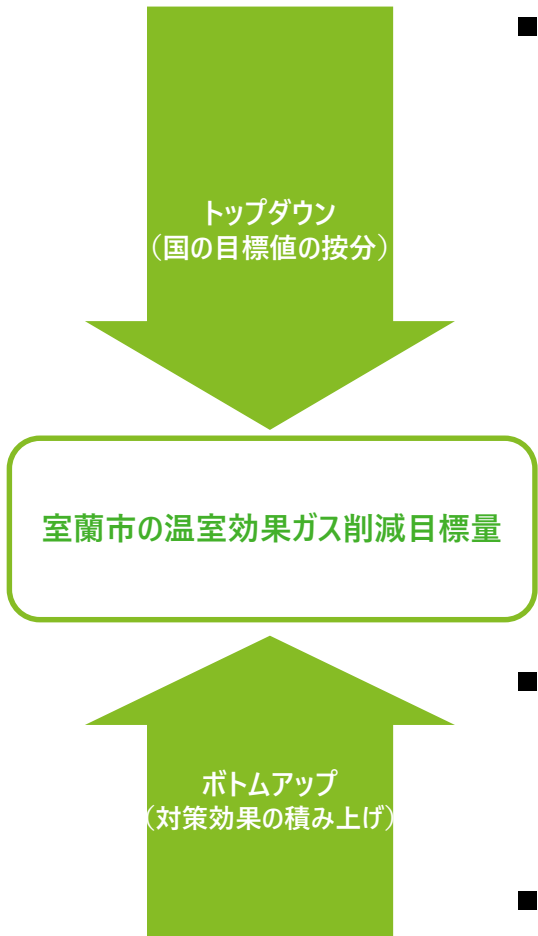 トップダウン
（国の目標値の按分）
室蘭市の温室効果ガス削減目標量
ボトムアップ
（対策効果の積み上げ）